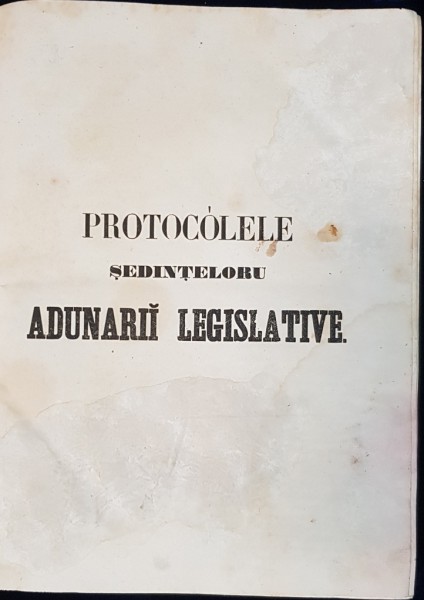 PROTOCÓLELE
ȘEDINȚELORU
ADUNARIĬ LEGISLATIVE.